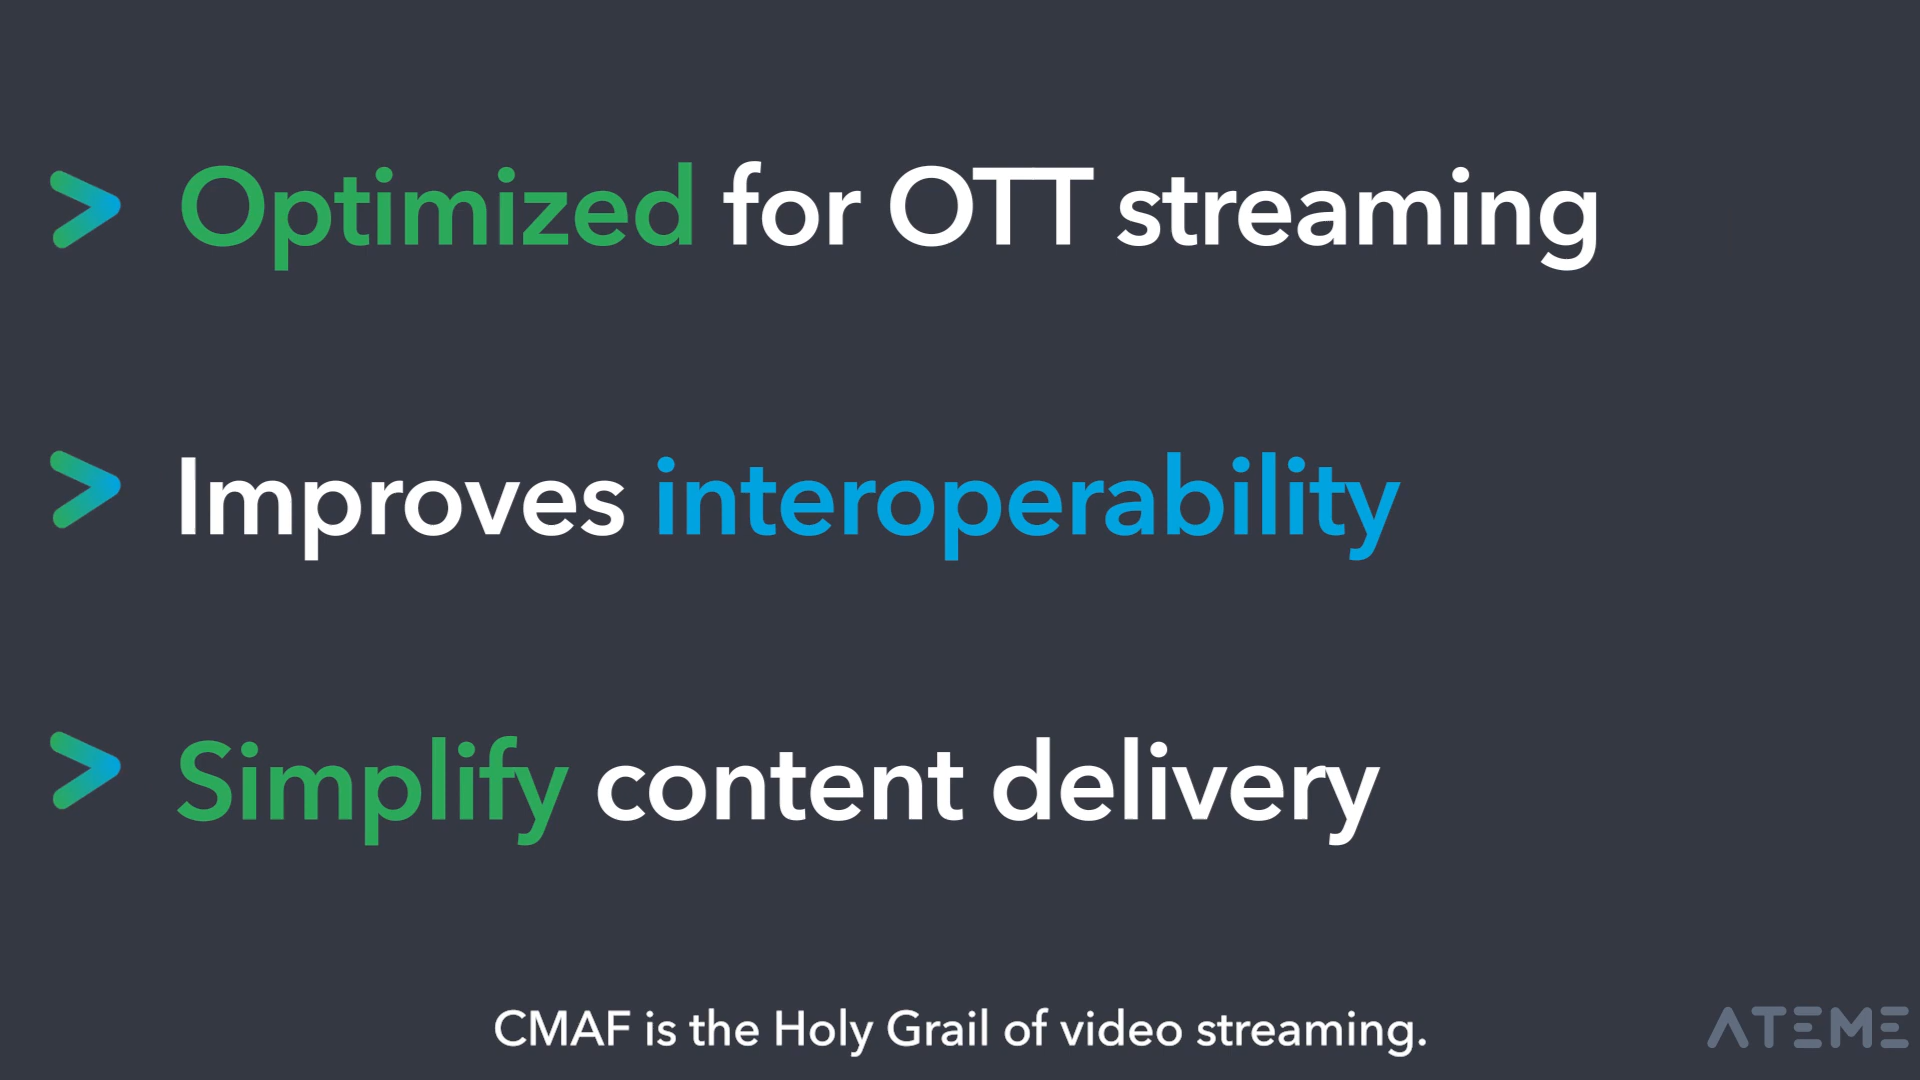 > Optimized for OTT streaming
> Improves interoperability
> Simplify content delivery
CMAF is the Holy Grail of video streaming.
ATEME